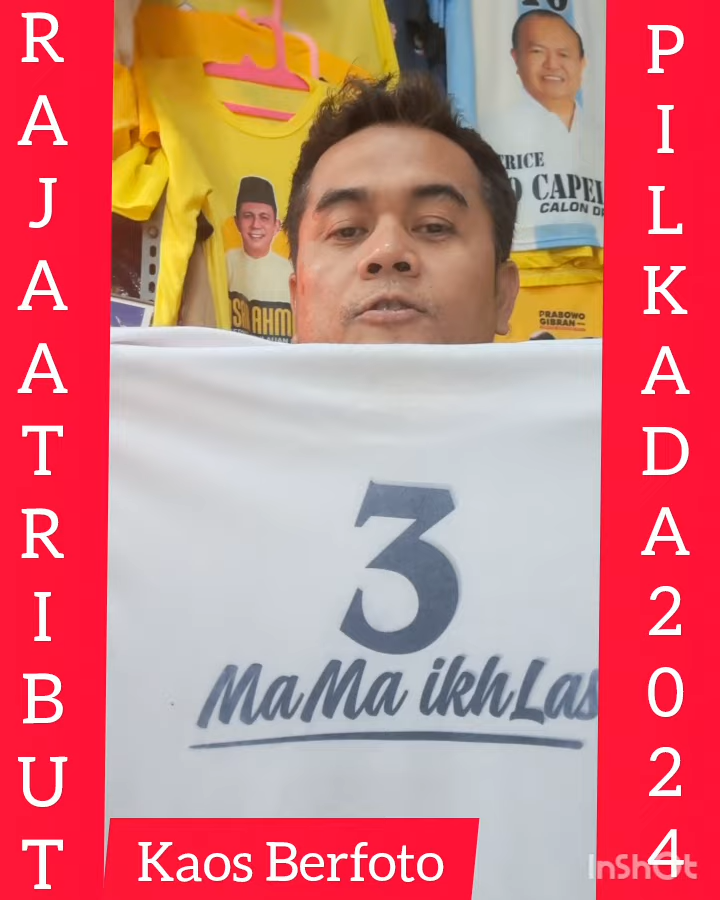 RAJAATRIBUT
PILKADA2024
PRABOWO
GIBRAN
CALON
3
MaMa ikhLas
Kaos Berfoto
InShOt